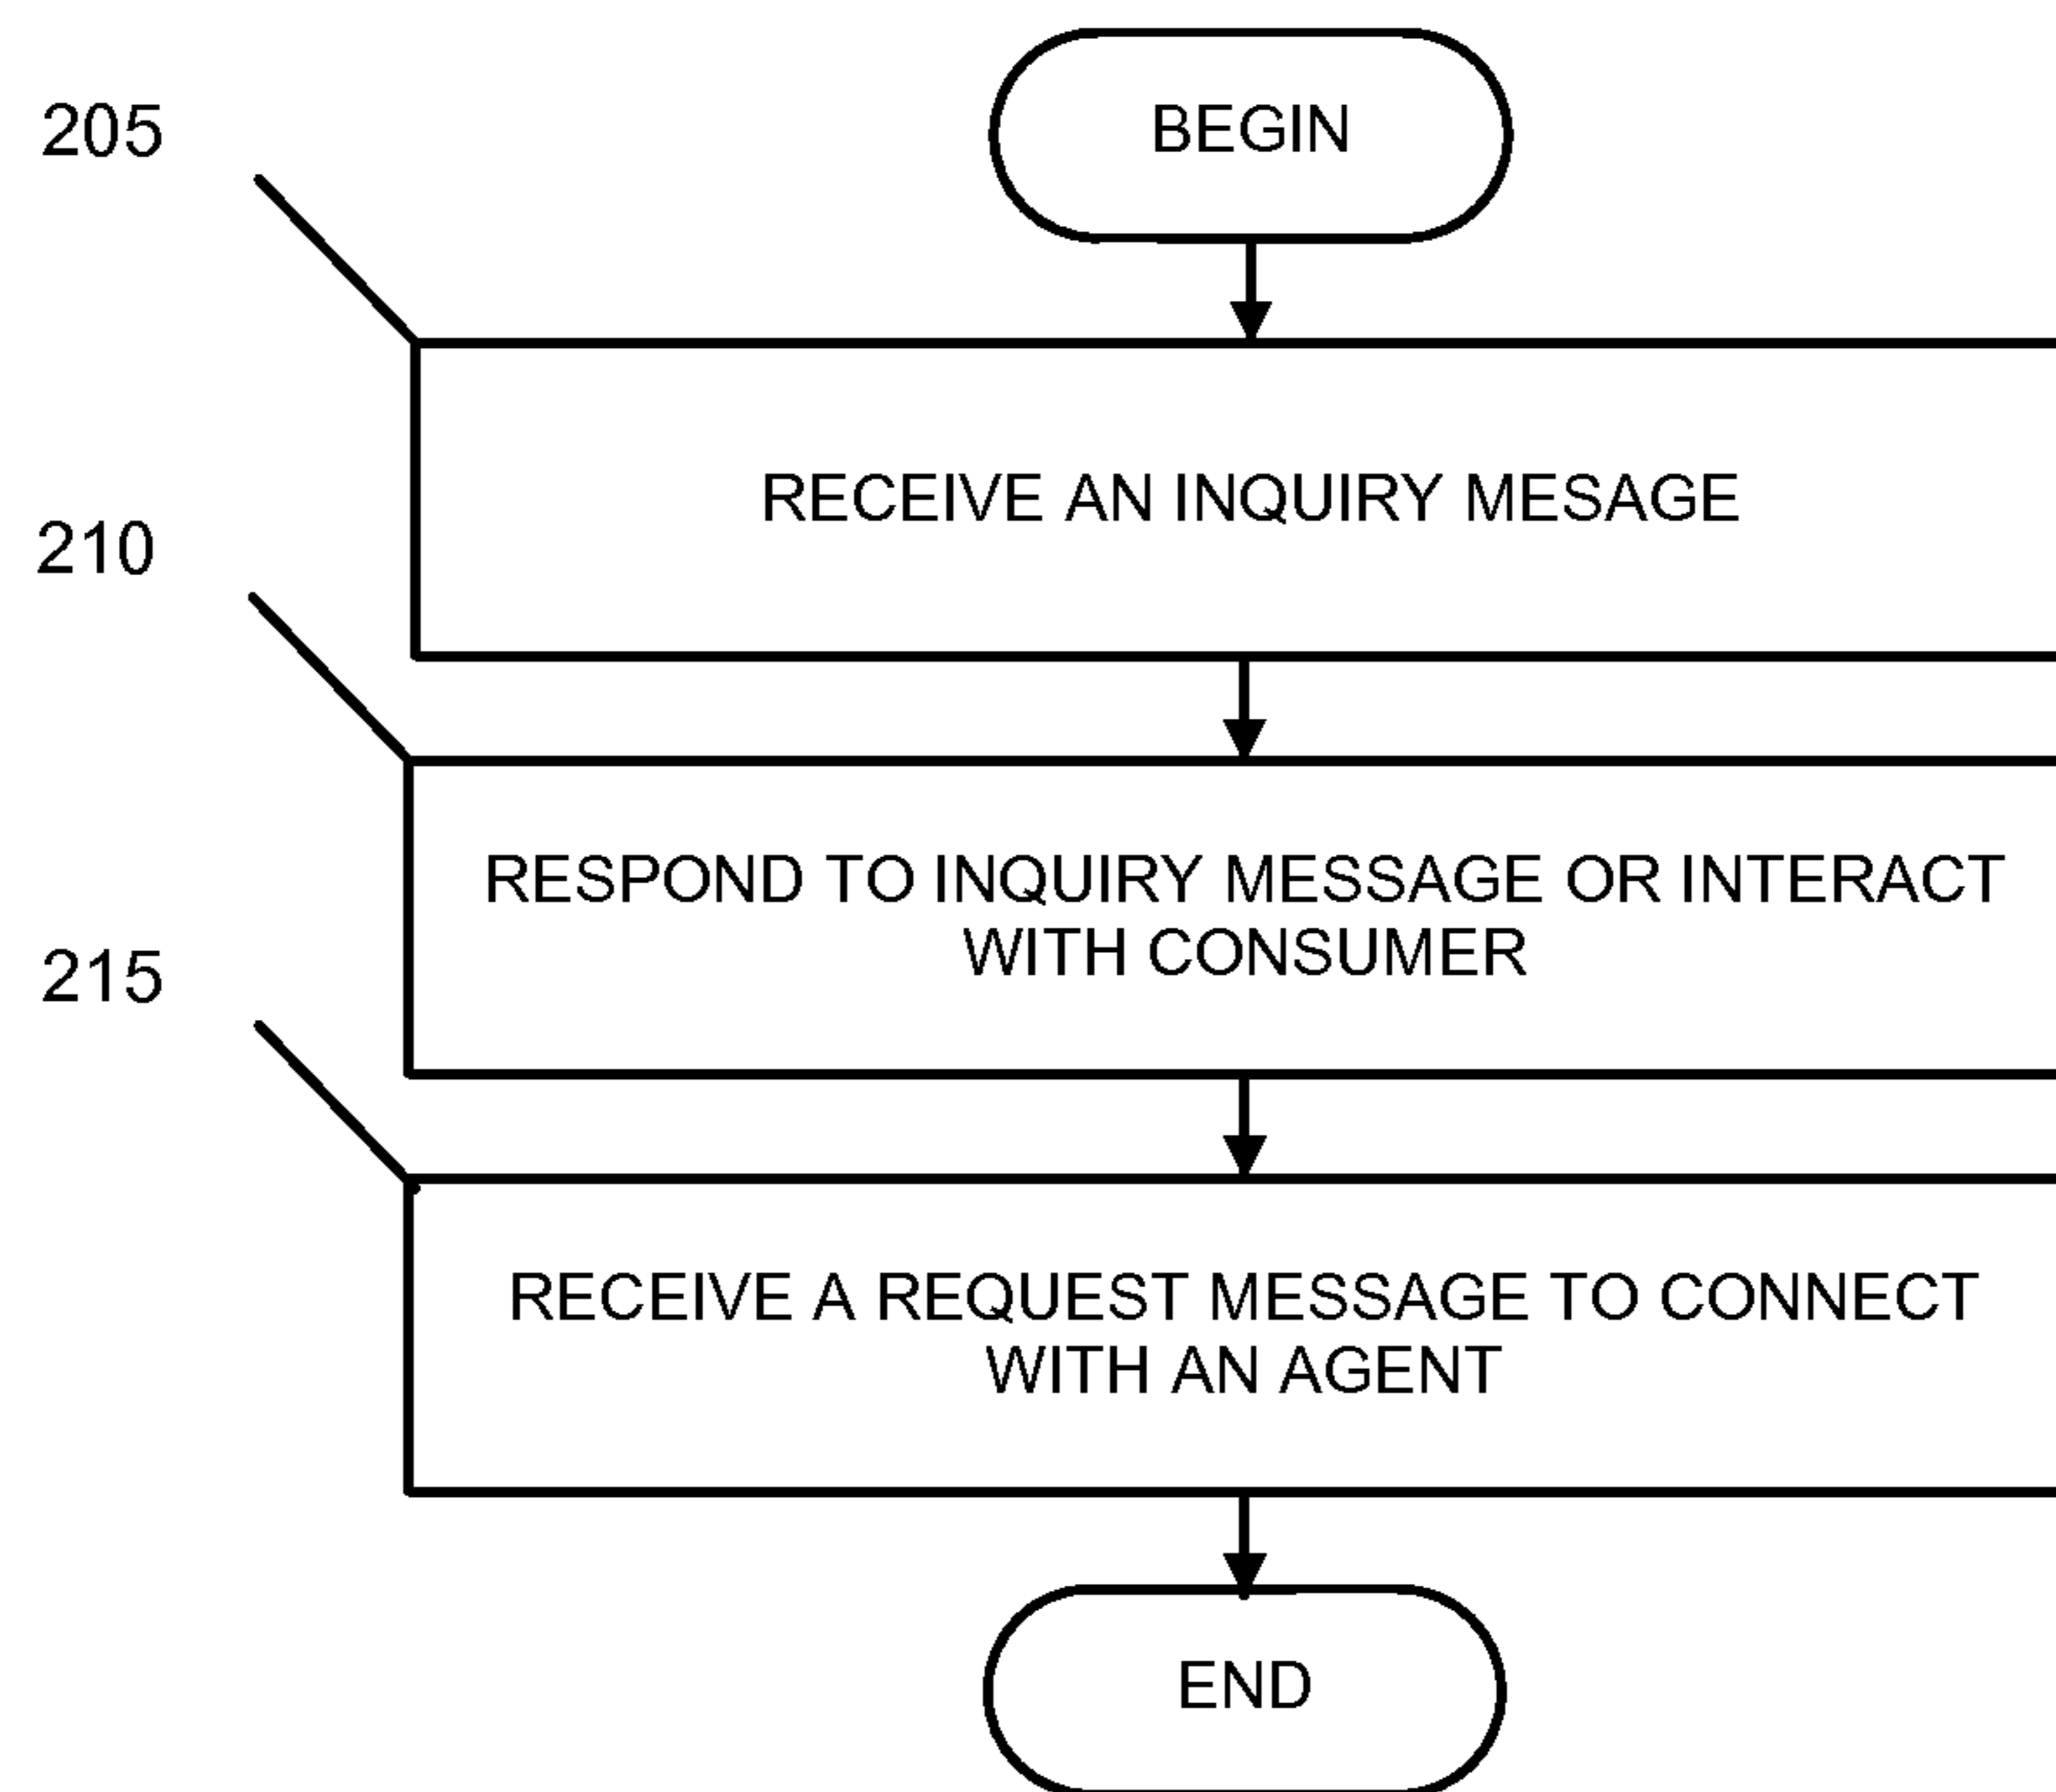 BEGIN
205
RECEIVE AN INQUIRY MESAGE
210
RESPOND TO INQUIRY MESSAGE OR INTERACT
WITH CONSUMER
215
RECEIVE A REQUEST MESSAGE TO CONNECT
WITH AN AGENT
END